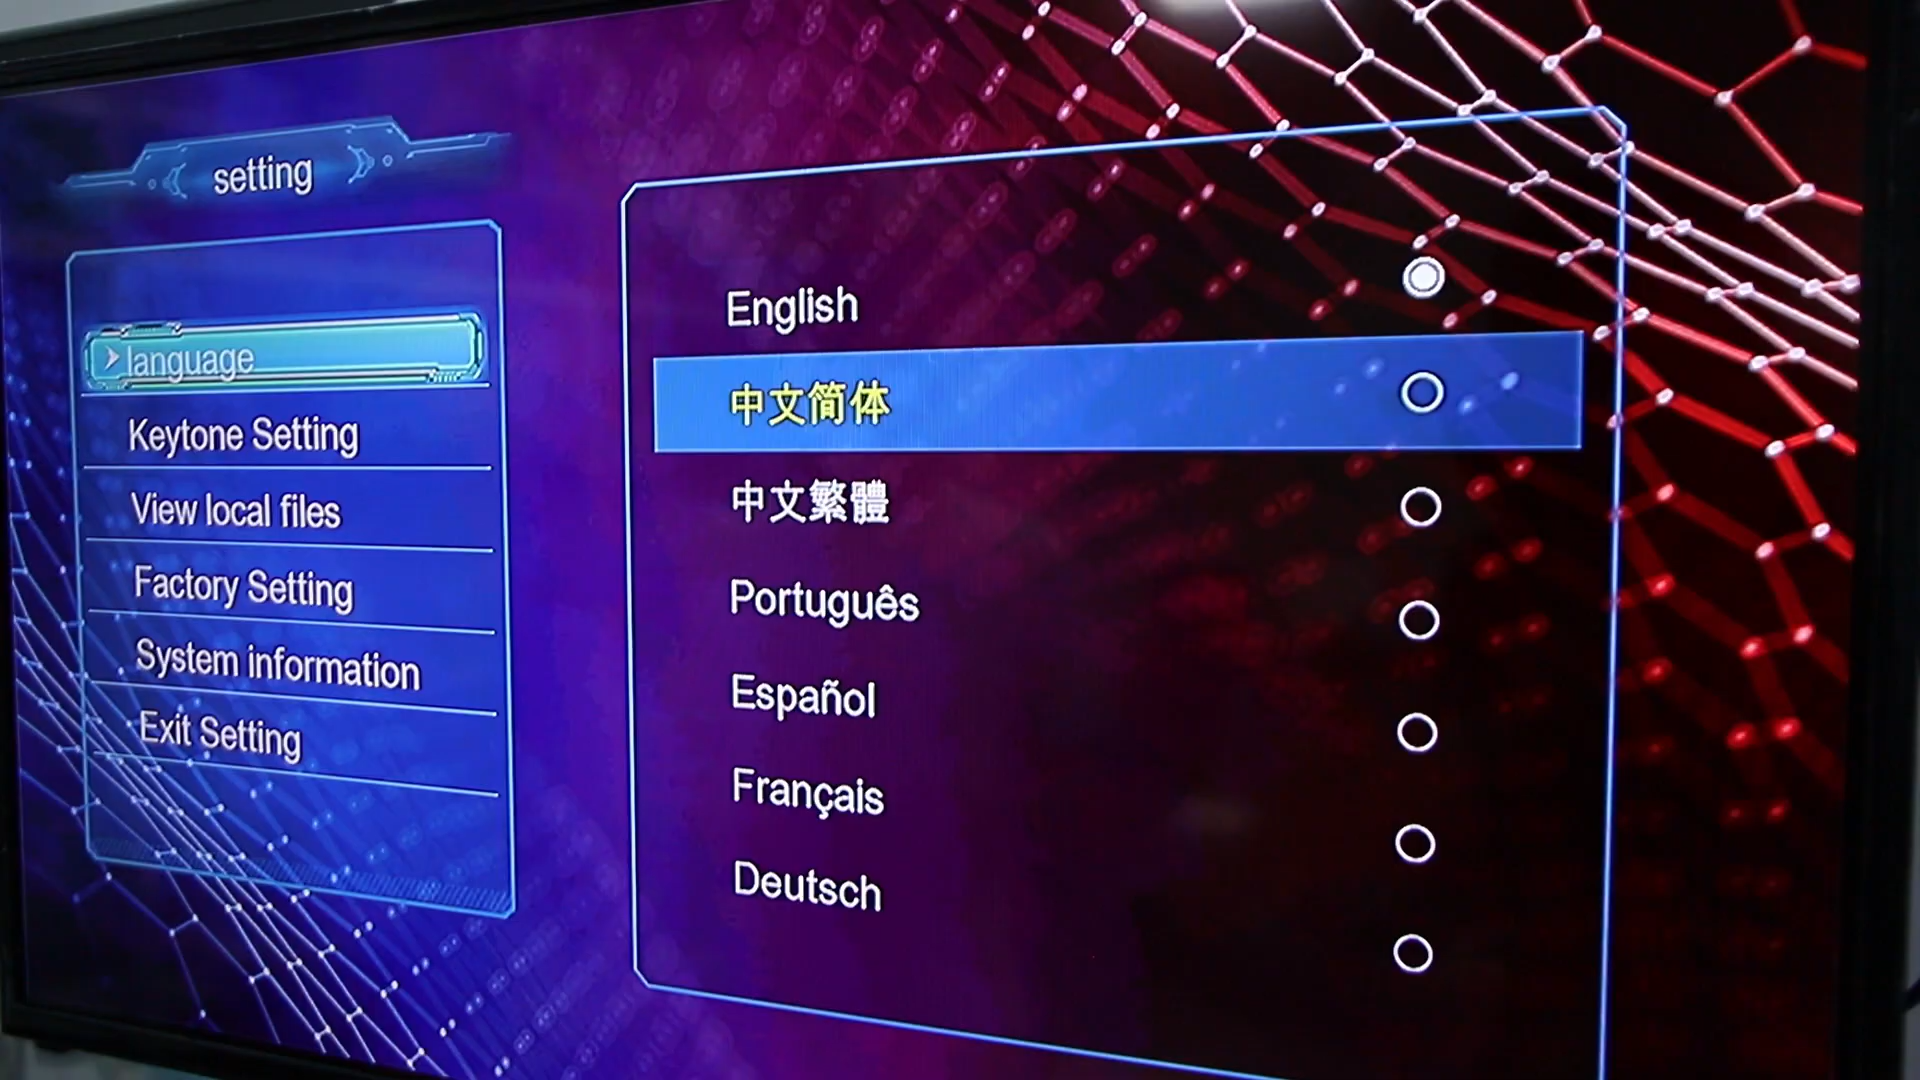 setting
language
Keytone Setting
View local files
Factory Setting
System information
Exit Setting
English
中文简体
中文繁體
Português
Español
Français
Deutsch